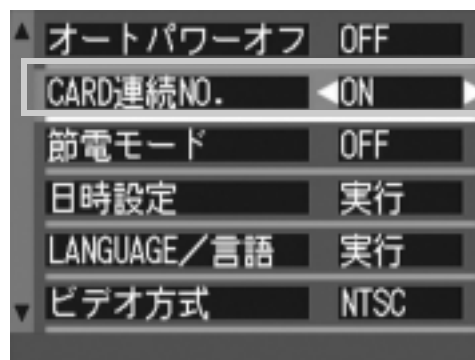 オートパワーオフ OFF
CARD連続NO. ON
節電モード OFF
日時設定 実行
LANGUAGE/言語 実行
ビデオ方式 NTSC